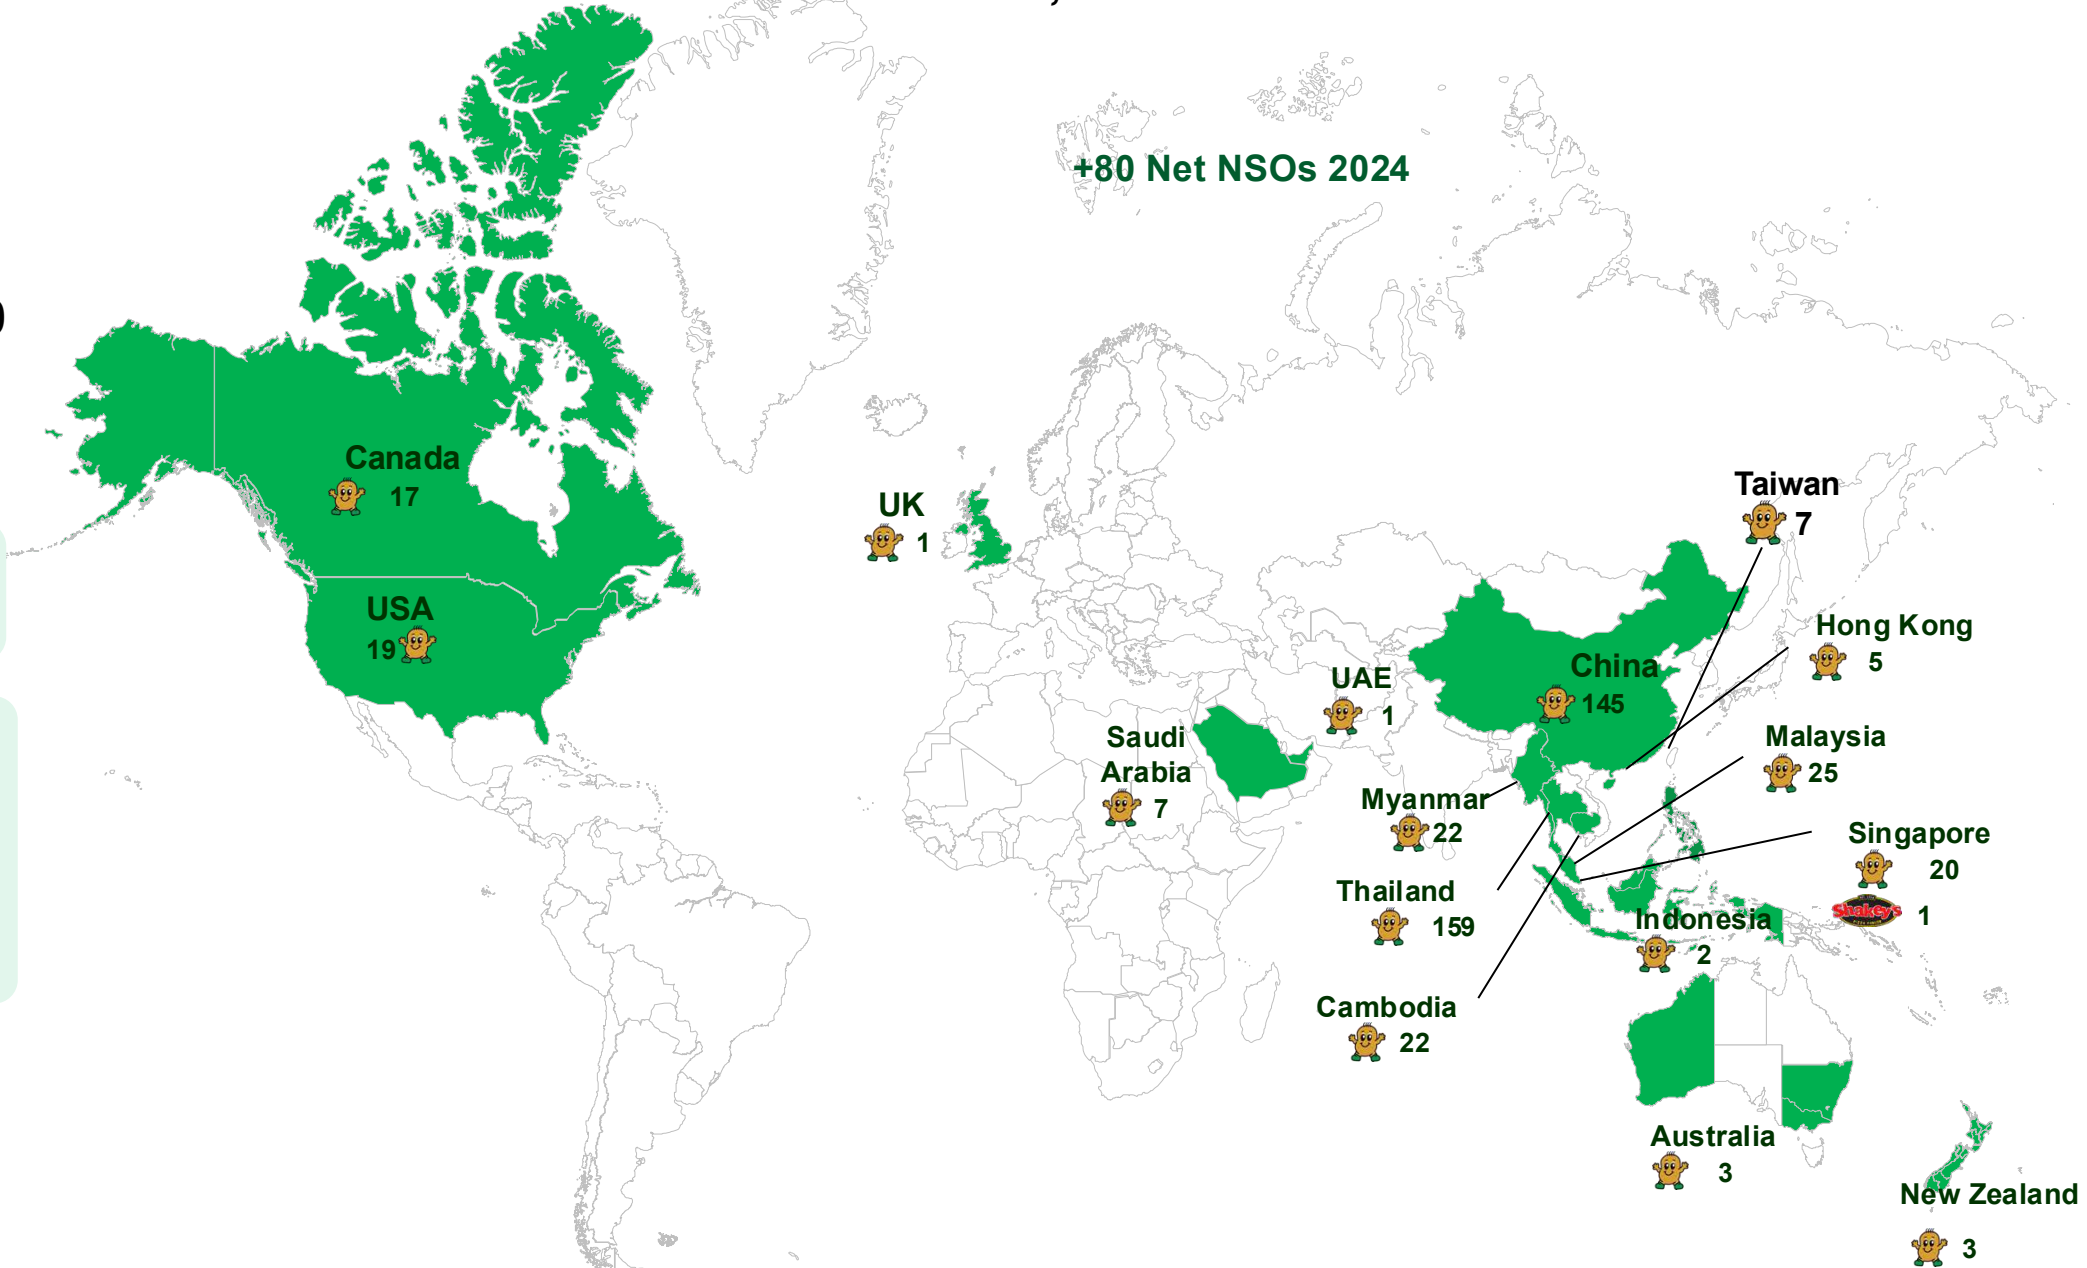 +80 Net NSOs 2024
Canada
17
USA
19
UK
1
Taiwan
7
Hong Kong
5
China
145
UAE
1
Saudi
Arabia
7
Malaysia
25
Myanmar
22
Singapore
20
Shakey's
1
Thailand
159
Indonesia
2
Cambodia
22
Australia
3
New Zealand
3